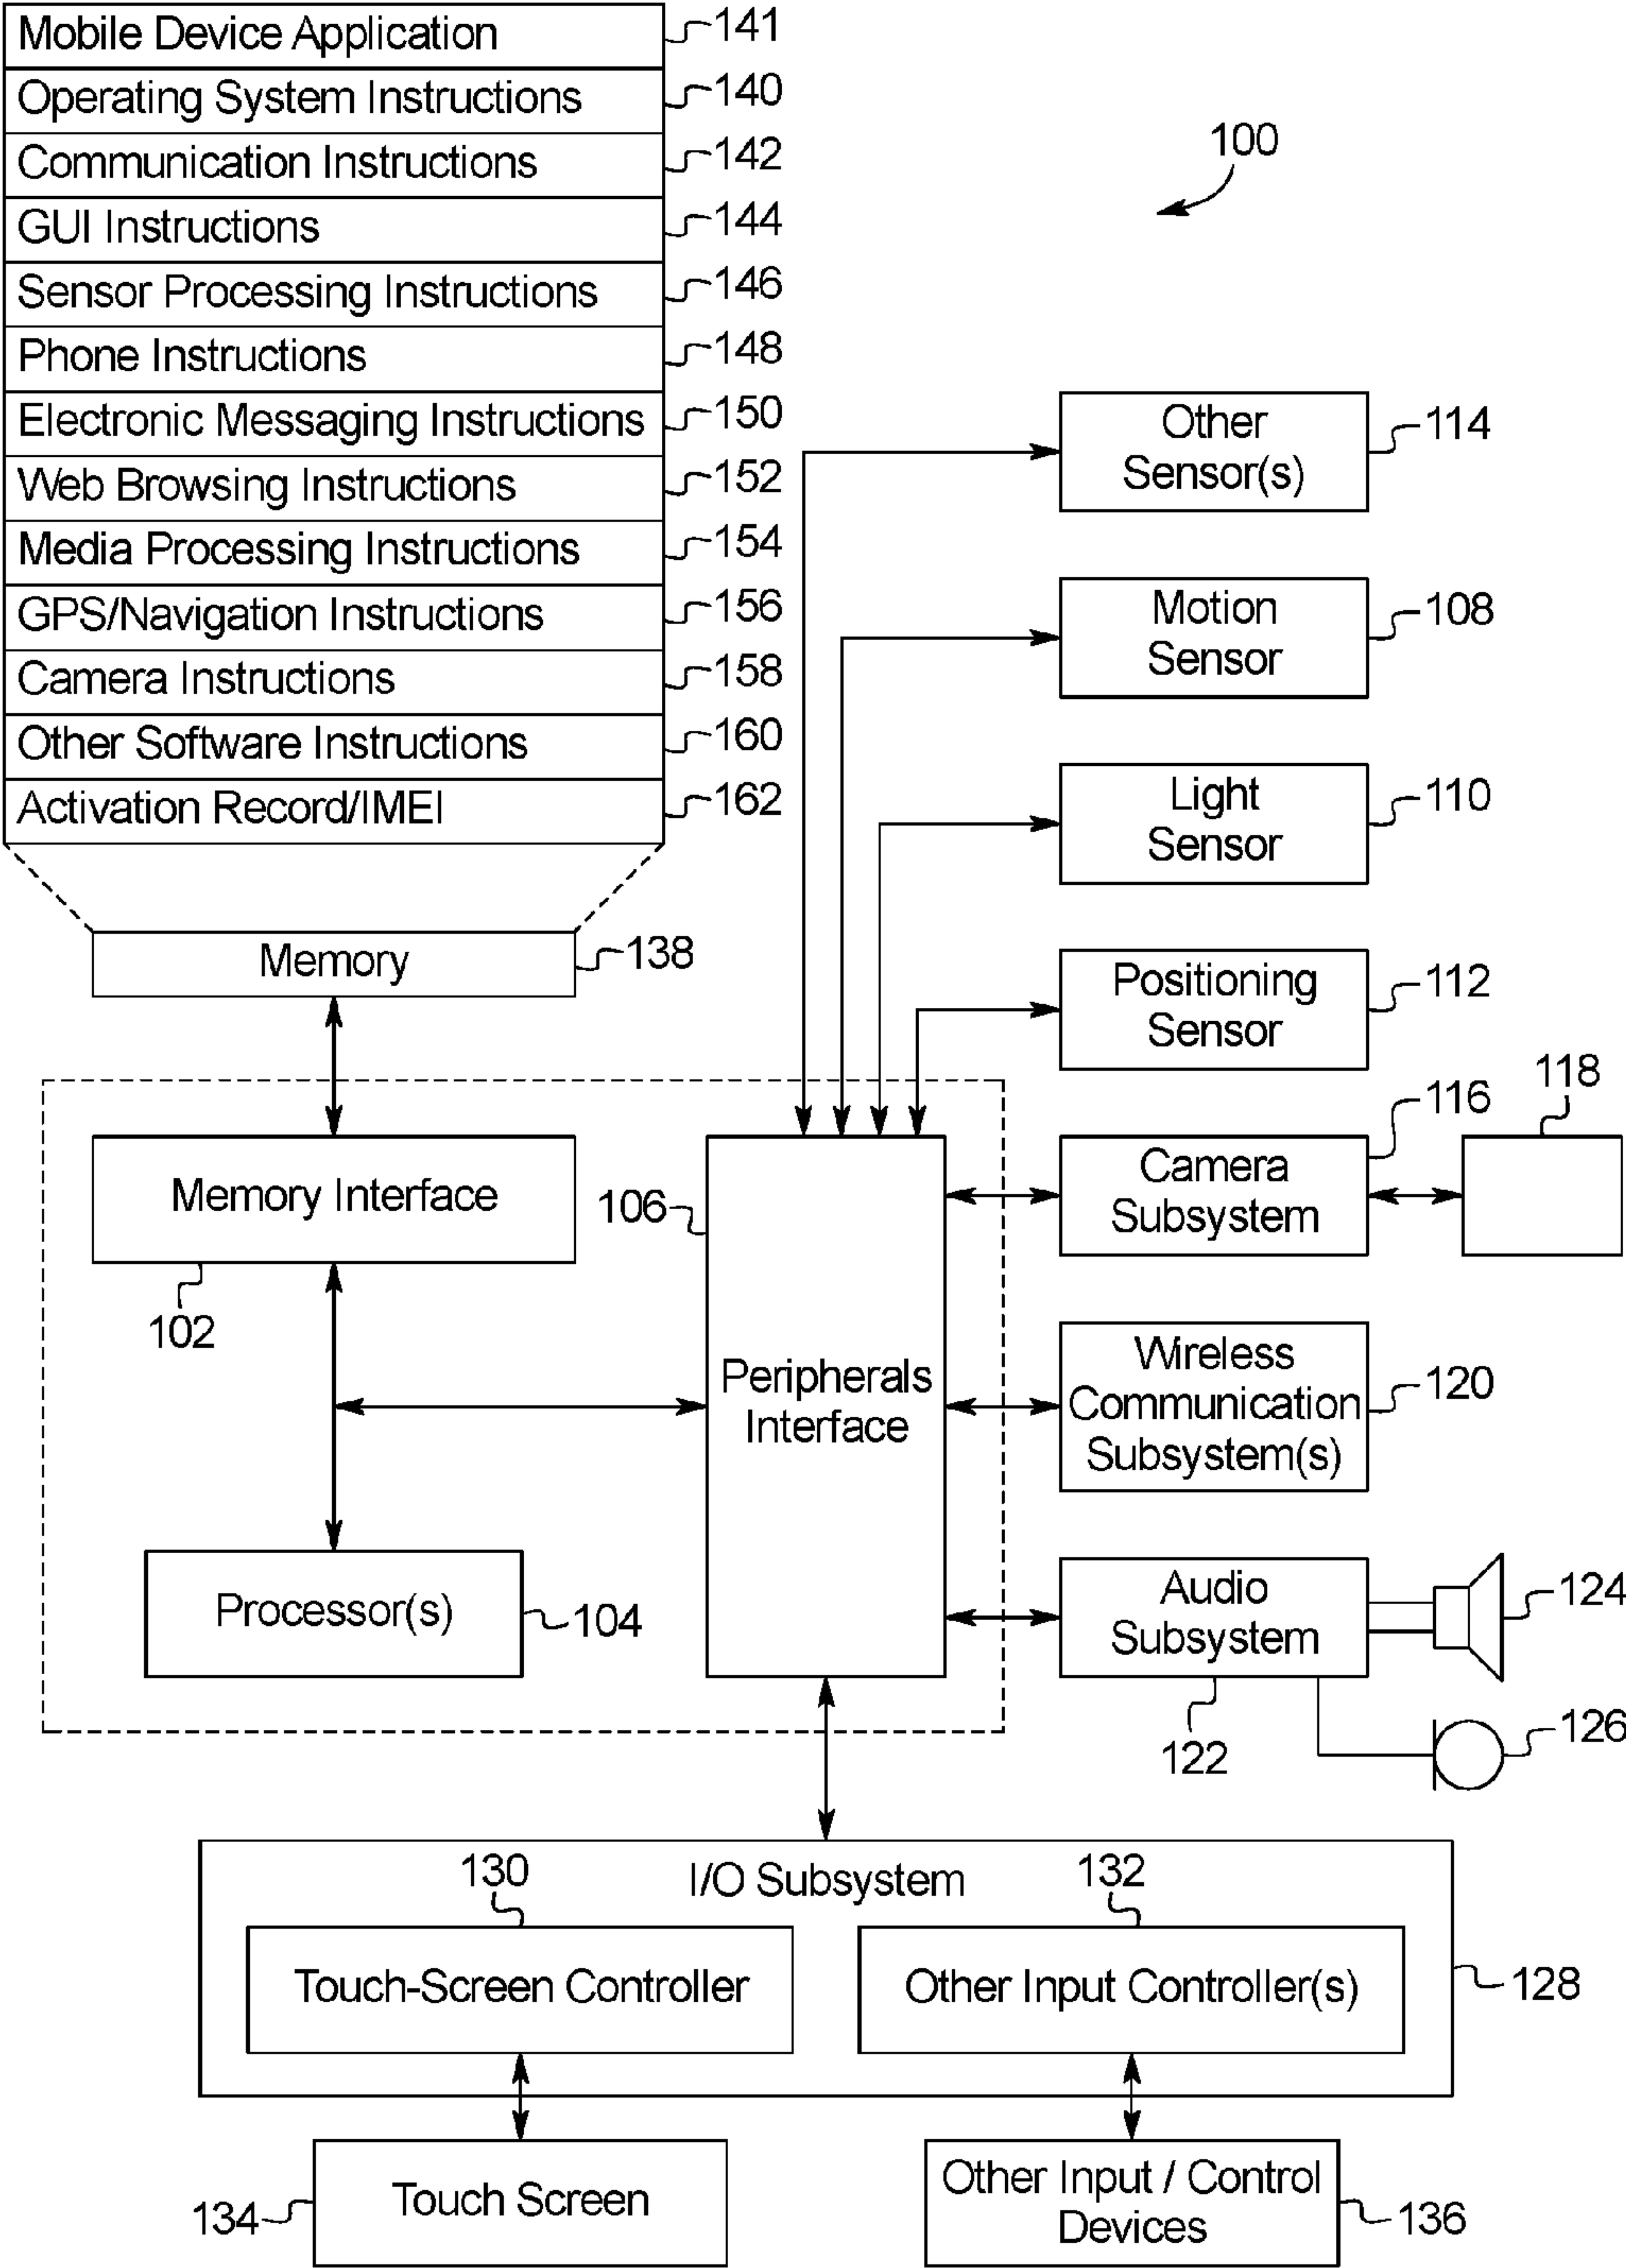 Mobile Device Application
141
Operating System Instructions
140
Communication Instructions
142
GUI Instructions
144
Sensor Processing Instructions
146
Phone Instructions
148
Electronic Messaging Instructions
150
Web Browsing Instructions
152
Media Processing Instructions
154
GPS/Navigation Instructions
156
Camera Instructions
158
Other Software Instructions
160
Activation Record/IMEI
162
100
Other
Sensor(s)
114
Motion
Sensor
108
Light
Sensor
110
Memory
138
Positioning
Sensor
112
Memory Interface
102
106
Peripherals
Interface
Camera
Subsystem
116
118
Wireless
Communication
Subsystem(s)
120
Processor(s)
104
Audio
Subsystem
122
124
126
I/O Subsystem
130
132
Touch-Screen Controller
Other Input Controller(s)
128
Touch Screen
134
Other Input / Control
Devices
136